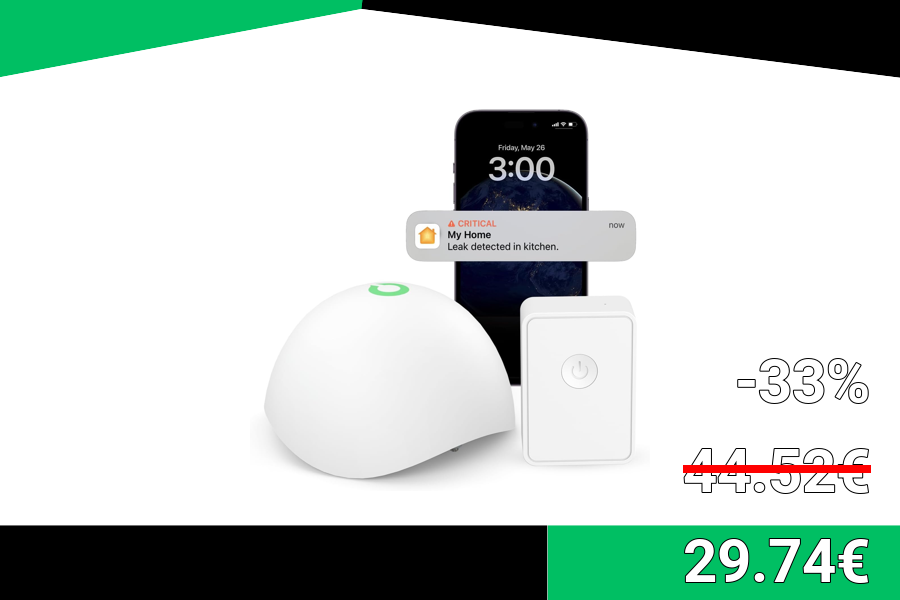 Friday, May 26
3:00
CRITICAL
now
My Home
Leak detected in kitchen.
-33%
44.52€
29.74€